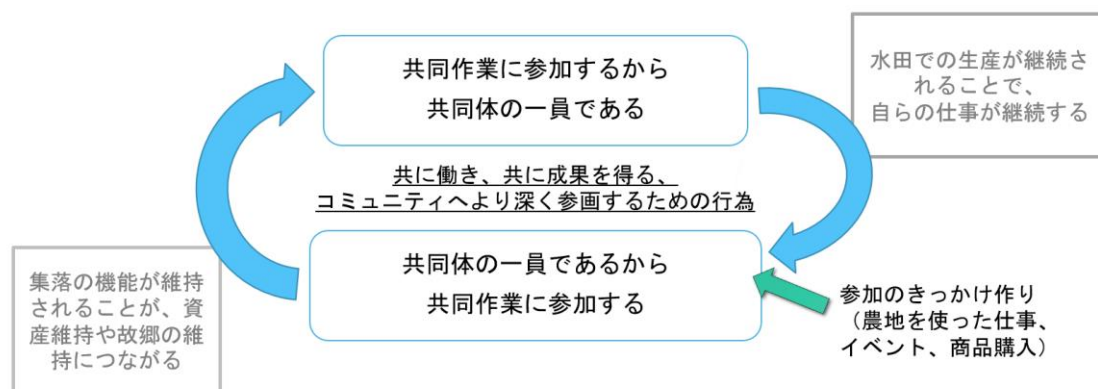 共同作業に参加するから
共同体の一員である
水田での生産が継続さ
れることで、
自らの仕事が継続する
共に働き、共に成果を得る、
コミュニティへより深く参画するための行為
共同体の一員であるから
共同作業に参加する
集落の機能が維持
されることが、資
産維持や故郷の維
持につながる
参加のきっかけ作り
（農地を使った仕事、
イベント、商品購入）